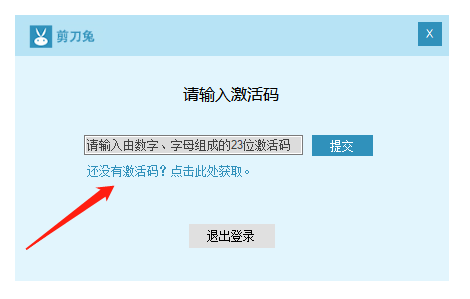 剪刀兔
X
请输入激活码
请输入由数字、字母组成的23位激活码
提交
还没有激活码？点击此处获取。
退出登录